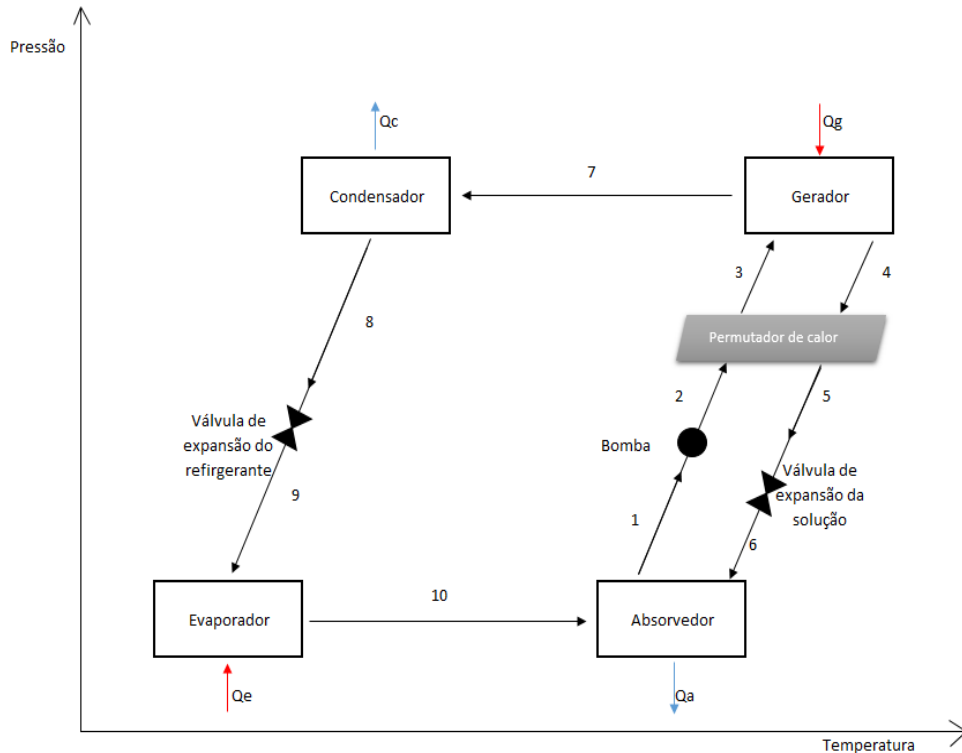 Pressão
Qc
Qg
Condensador
7
Gerador
3
4
8
Permutador de calor
2
5
Válvula de
expansão do
refirgerante
Bomba
Válvula de
expansão da
solução
9
1
6
10
Evaporador
Absorvedor
Qe
Qa
Temperatura